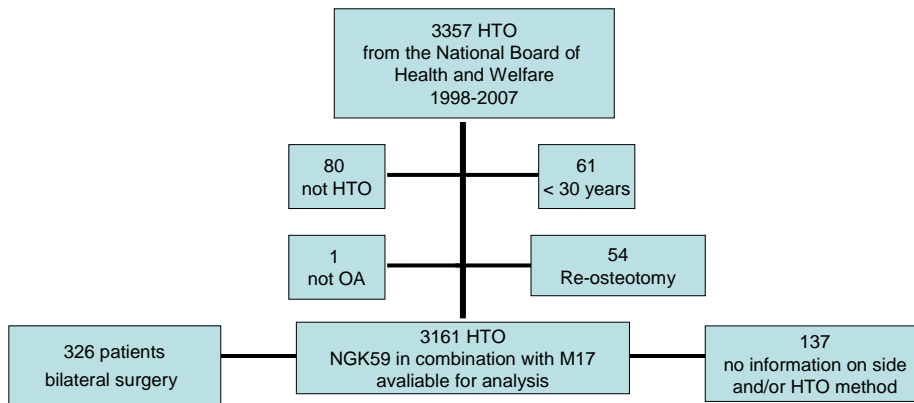 3357 HTO
from the National Board of
Health and Welfare
1998-2007
80
not HTO
61
< 30 years
1
not OA
54
Re-osteotomy
326 patients
bilateral surgery
3161 HTO
NGK59 in combination with M17
avaliable for analysis
137
no information on side
and/or HTO method